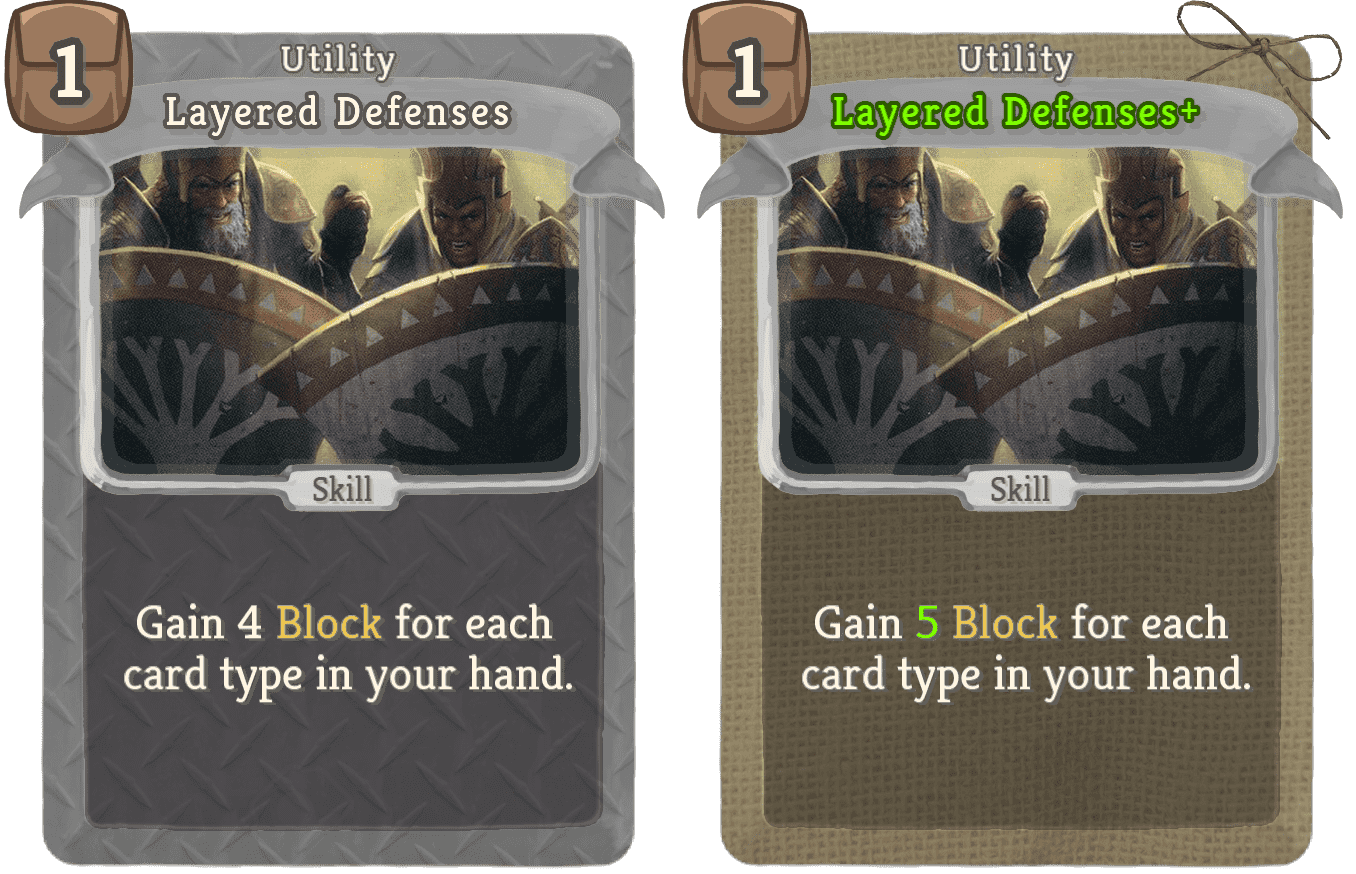 1
Utility
Layered Defenses
Skill
Gain 4 Block for each
card type in your hand.
1
Utility
Layered Defenses+
Skill
Gain 5 Block for each
card type in your hand.